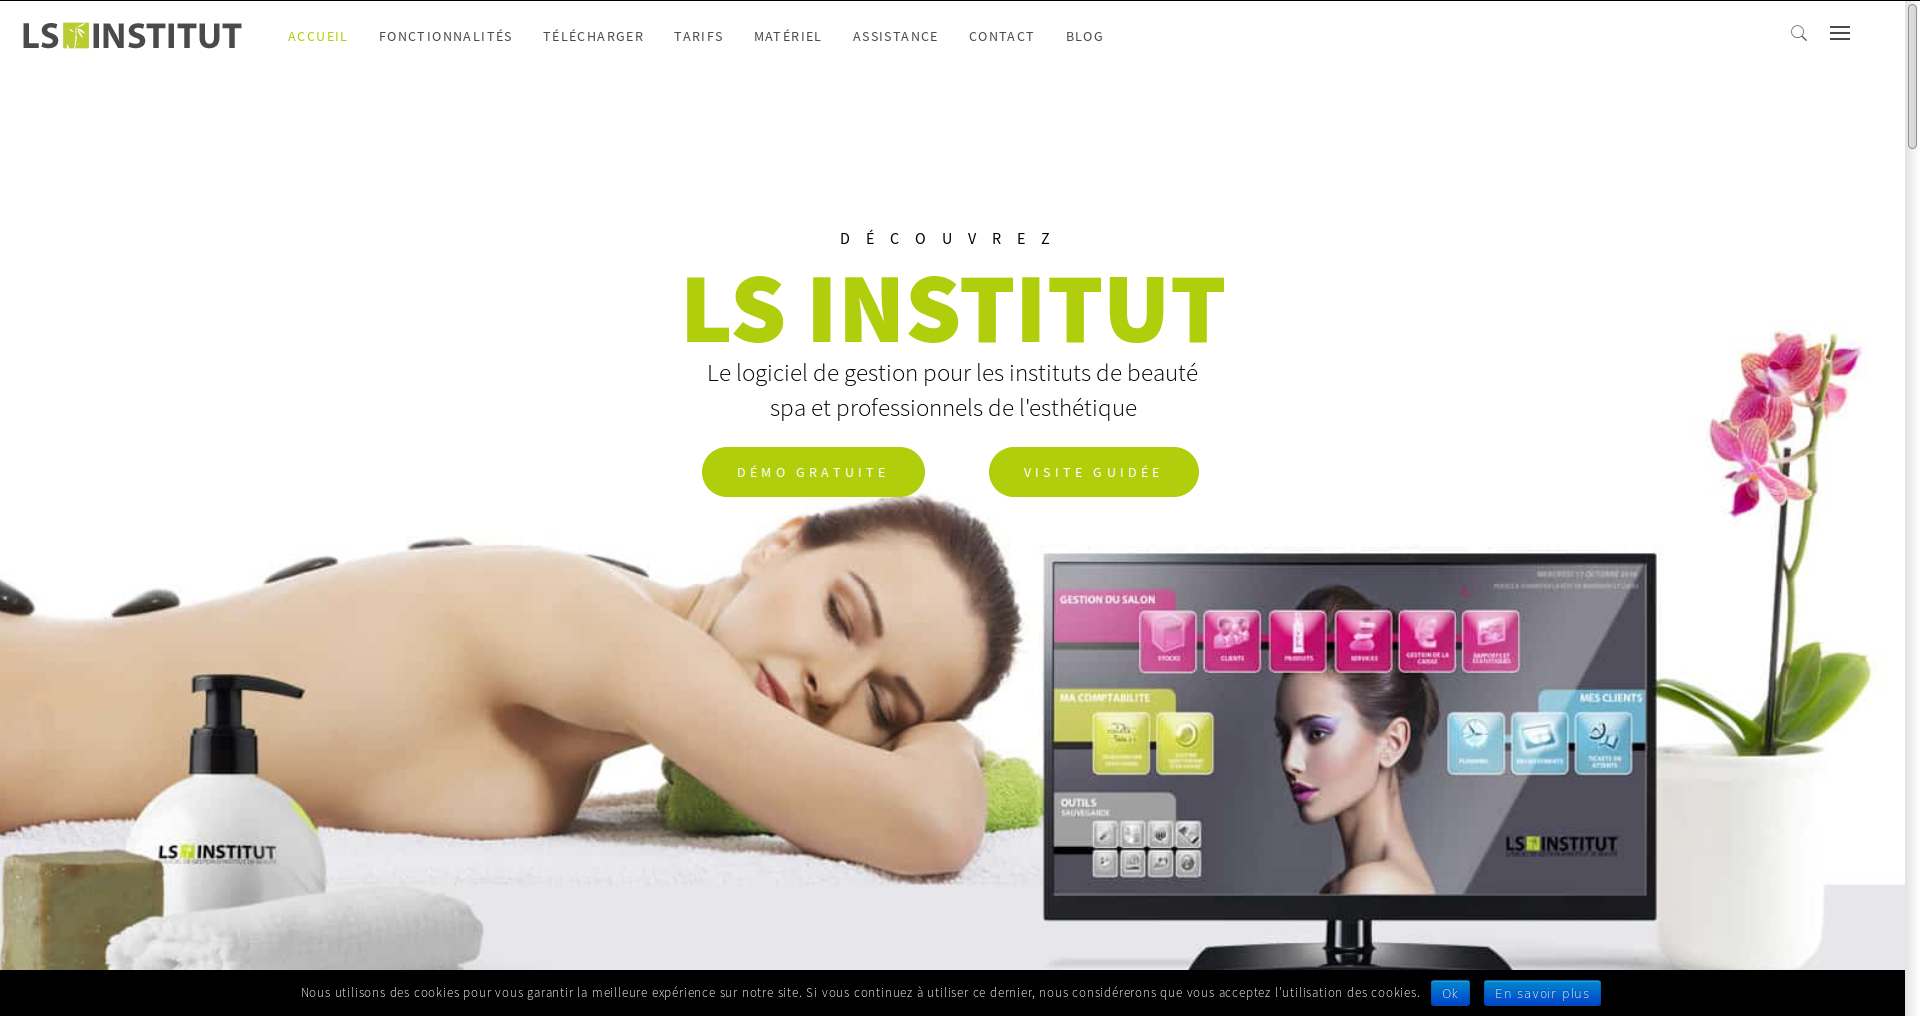 LS INSTITUT
ACCUEIL
FONCTIONNALITÉS
TÉLÉCHARGER
TARIFS
MATÉRIEL
ASSISTANCE
CONTACT
BLOG
DÉCOUVREZ
LS INSTITUT
Le logiciel de gestion pour les instituts de beauté
spa et professionnels de l'esthétique
DÉMO GRATUITE
VISITE GUIDÉE
MERCREDI 17 OCTOBRE
GESTION DU SALON
STOCKS
CLIENTS
PRODUITS
SERVICES
GESTION DE LA
CAISSE
RAPPORTS ET
STATISTIQUES
MA COMPTABILITE
MES CLIENTS
PLANNING
TICKETS EN
ATTENTE
OUTILS
SAUVEGARDE
LS INSTITUT
LS INSTITUT
Nous utilisons des cookies pour vous garantir la meilleure expérience sur notre site. Si vous continuez à utiliser ce dernier, nous considérerons que vous acceptez l'utilisation des cookies.
Ok
En savoir plus